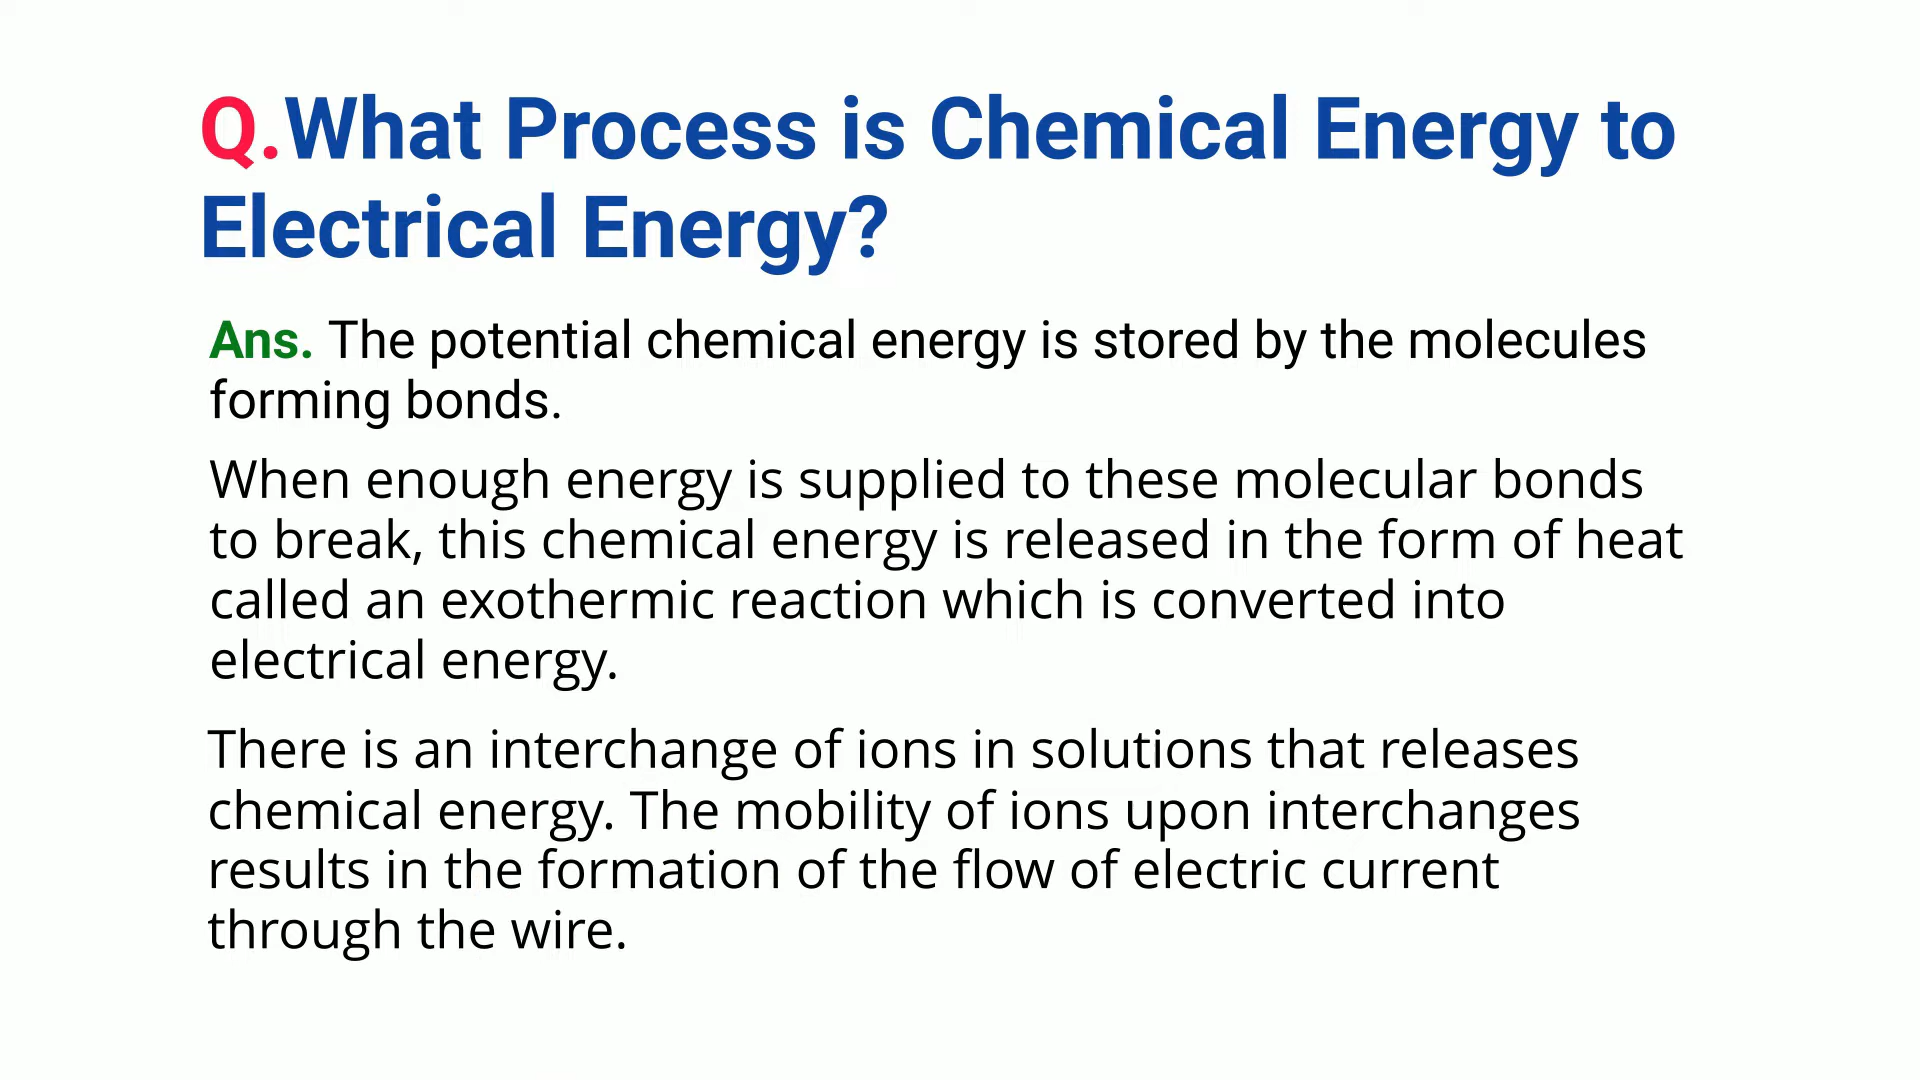 Q.What Process is Chemical Energy to
Electrical Energy?
Ans. The potential chemical energy is stored by the molecules
forming bonds.
When enough energy is supplied to these molecular bonds
to break, this chemical energy is released in the form of heat
called an exothermic reaction which is converted into
electrical energy.
There is an interchange of ions in solutions that releases
chemical energy. The mobility of ions upon interchanges
results in the formation of the flow of electric current
through the wire.